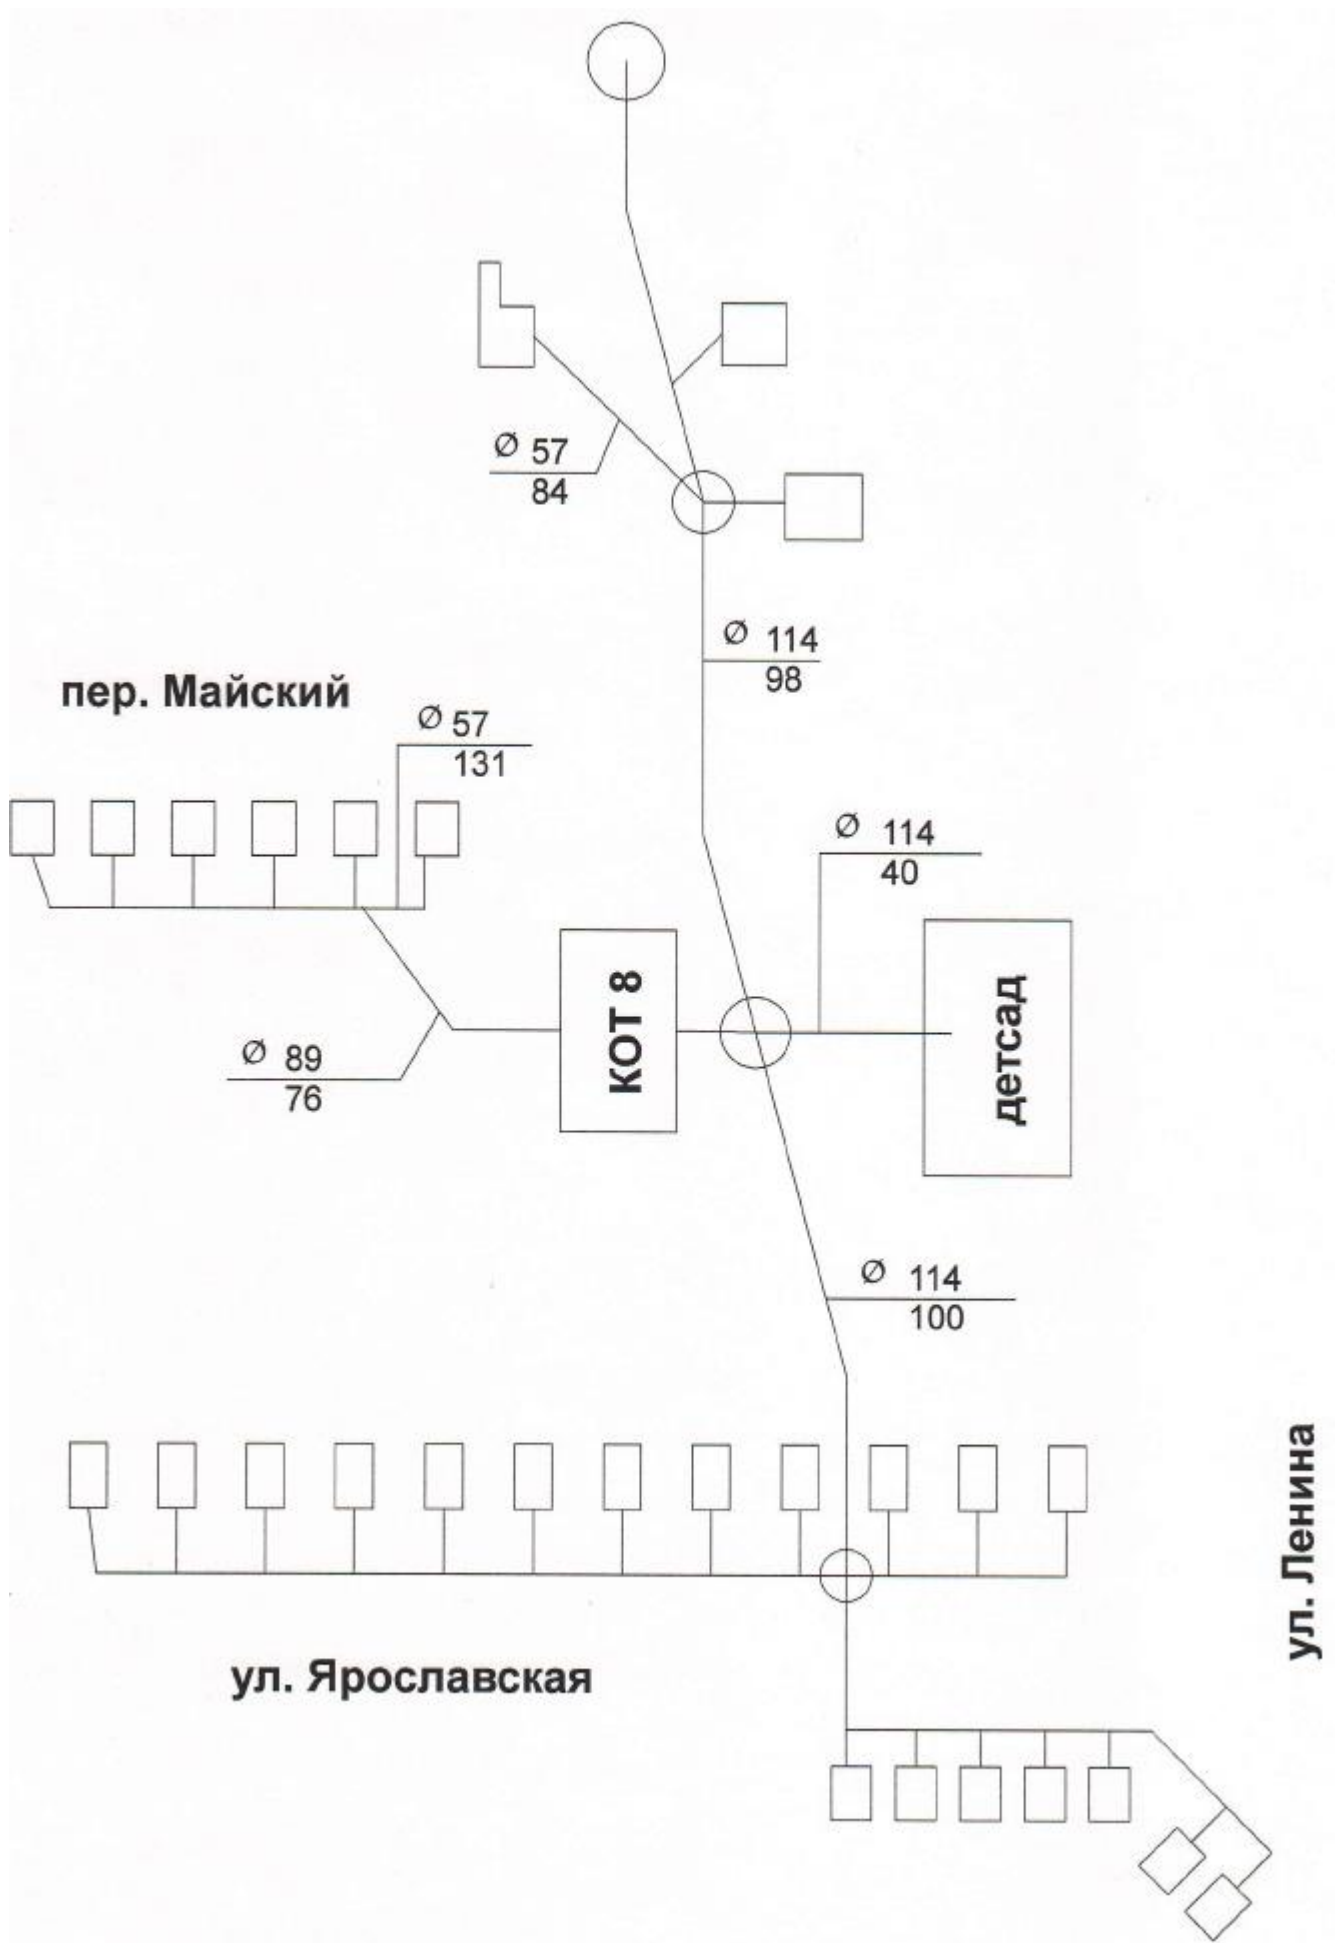 Ø 57
84
Ø 114
98
пер. Майский
Ø 57
131
Ø 114
40
КОТ 8
детсад
Ø 89
76
Ø 114
100
ул. Ленина
ул. Ярославская